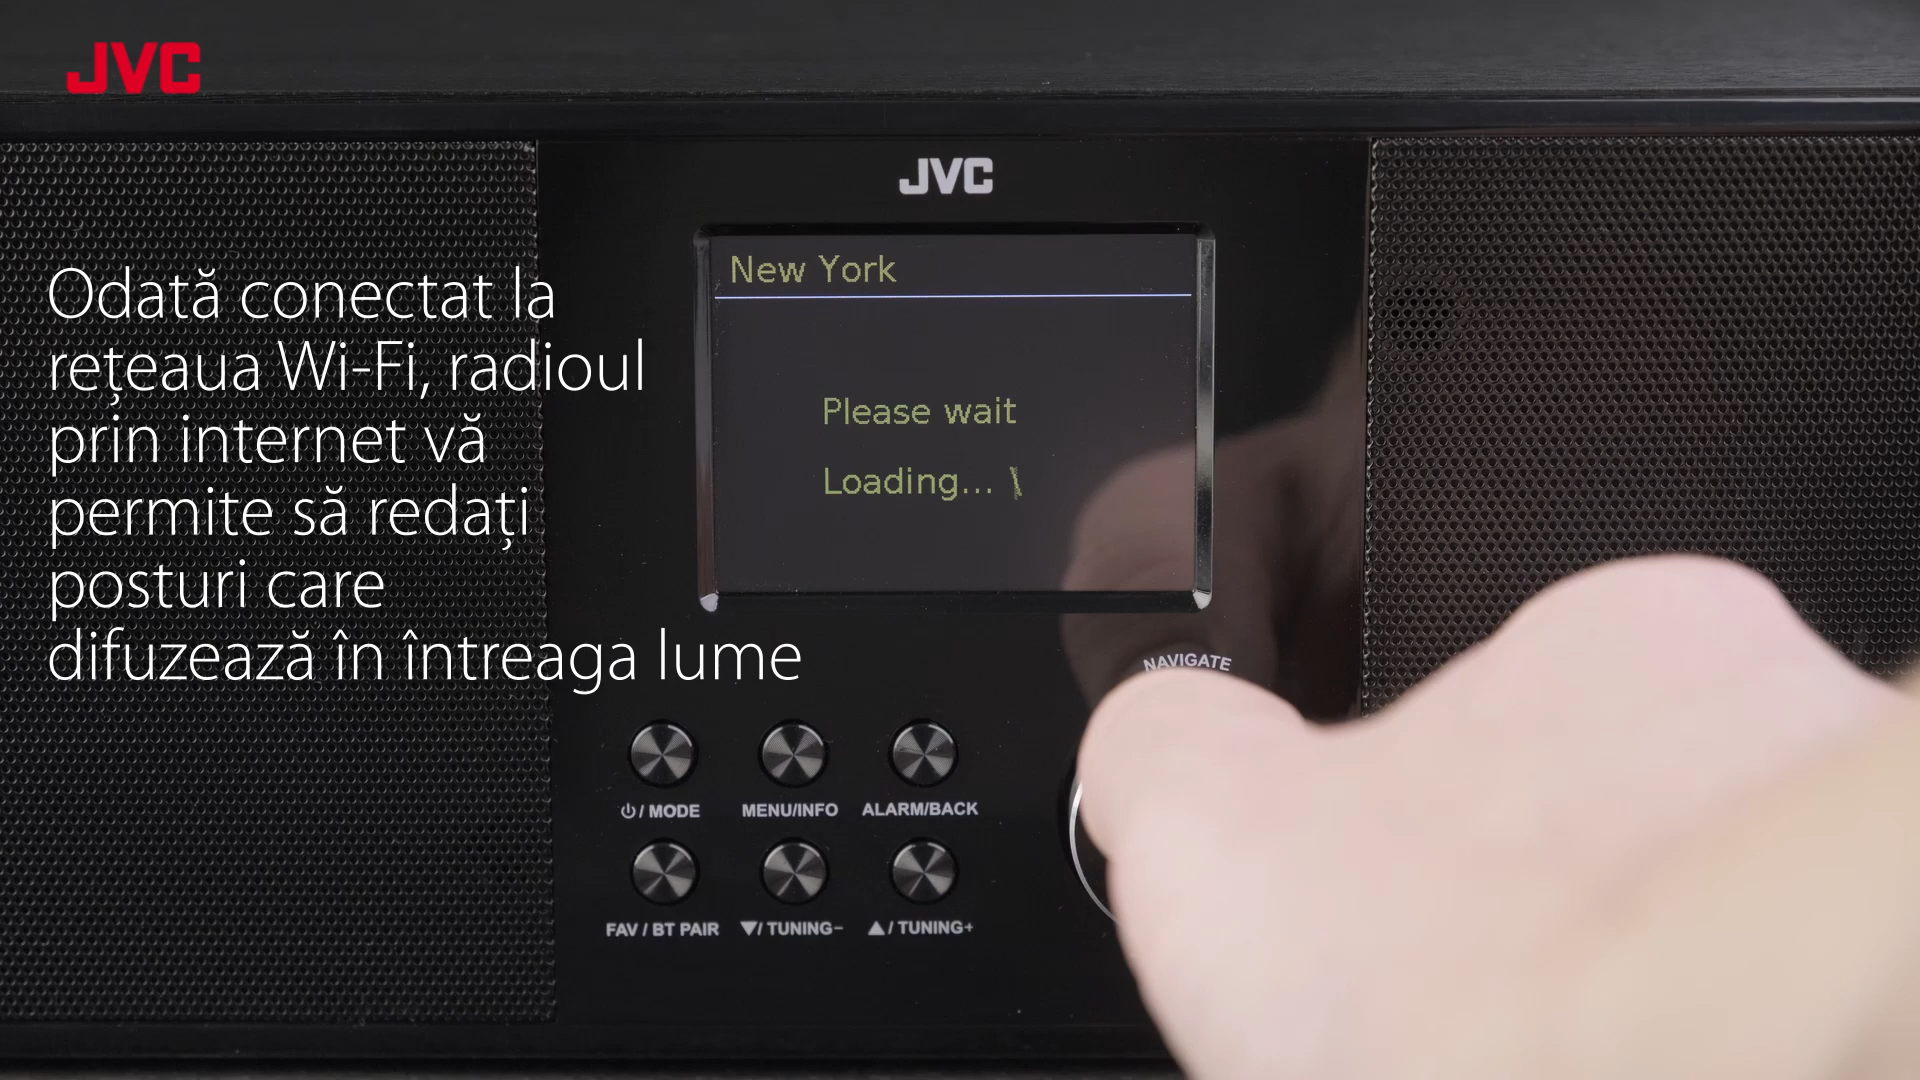 JVC
JVC
New York
Please wait
Loading... \
Odată conectat la
rețeaua Wi-Fi, radioul
prin internet vă
permite să redați
posturi care
difuzează în întreaga lume
NAVIGATE
⏻/ MODE
MENU/INFO
ALARM/BACK
FAV / BT PAIR
▼/ TUNING−
▲/ TUNING+